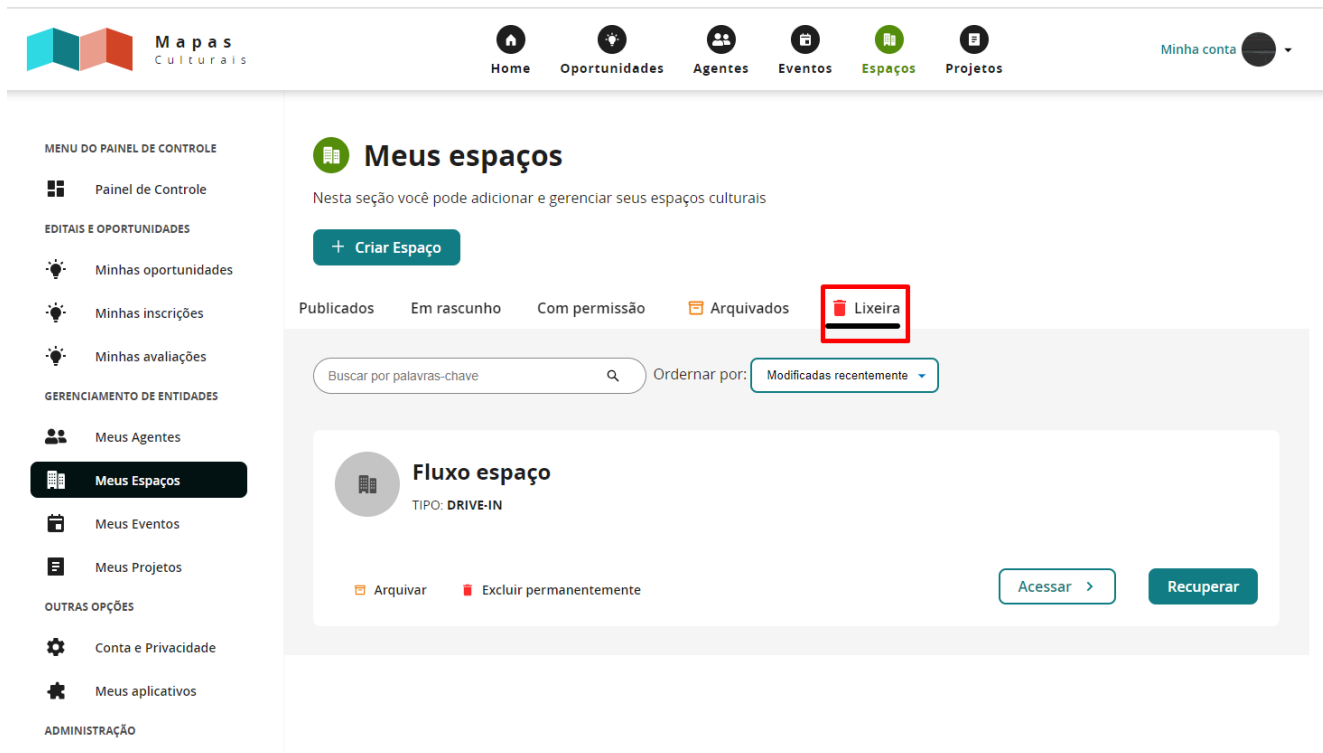 Mapas
Culturais
Home
Oportunidades
Agentes
Eventos
Espaços
Projetos
Minha conta
MENU DO PAINEL DE CONTROLE
Painel de Controle
EDITAIS E OPORTUNIDADES
Minhas oportunidades
Minhas inscrições
Minhas avaliações
GERENCIAMENTO DE ENTIDADES
Meus Agentes
Meus Espaços
Meus Eventos
Meus Projetos
OUTRAS OPÇÕES
Conta e Privacidade
Meus aplicativos
ADMINISTRAÇÃO
Meus espaços
Nesta seção você pode adicionar e gerenciar seus espaços culturais
+ Criar Espaço
Publicados
Em rascunho
Com permissão
Arquivados
Lixeira
Buscar por palavras-chave
Ordernar por:
Modificadas recentemente
Fluxo espaço
TIPO: DRIVE-IN
Arquivar
Excluir permanentemente
Acessar >
Recuperar